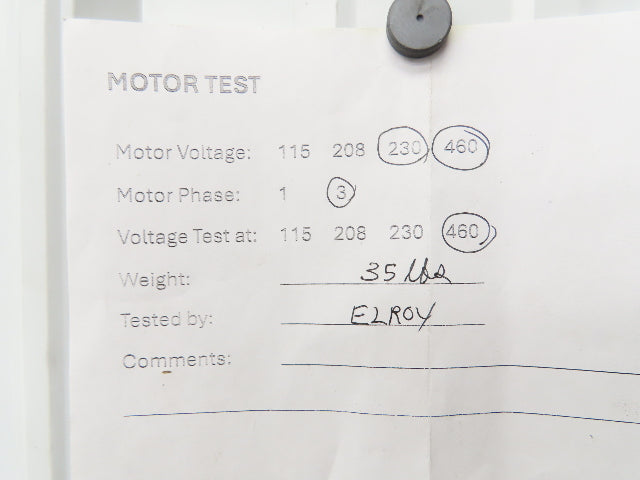 MOTOR TEST
Motor Voltage: 115 208 230 460
Motor Phase: 1 3
Voltage Test at: 115 208 230 460
Weight: 35 lbs
Tested by: ELROY
Comments: